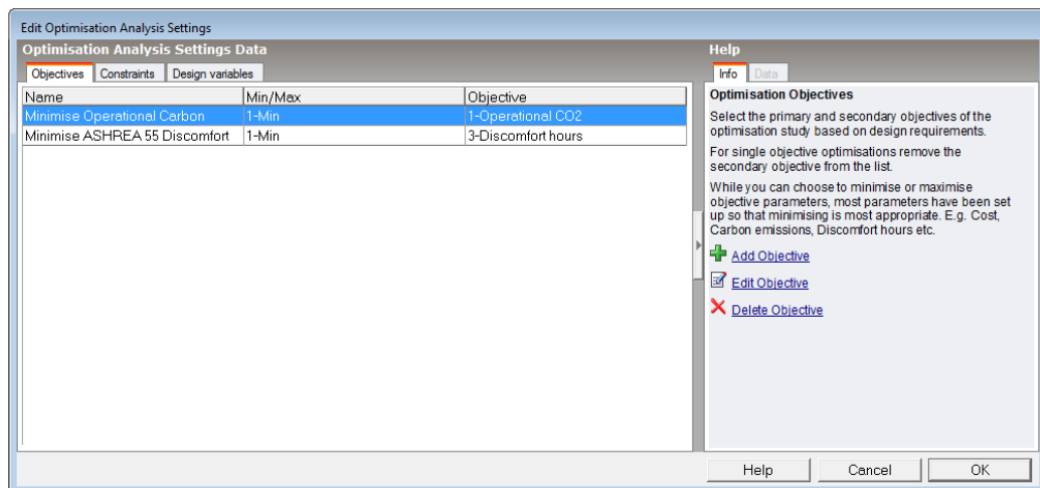 Edit Optimisation Analysis Settings
Optimisation Analysis Settings Data
Objectives Constraints Design variables
Name Min/Max Objective
Minimise Operational Carbon 1-Min 1-Operational CO2
Minimise ASHREA 55 Discomfort 1-Min 3-Discomfort hours
Help
Info Data
Optimisation Objectives
Select the primary and secondary objectives of the
optimisation study based on design requirements.
For single objective optimisations remove the
secondary objective from the list.
While you can choose to minimise or maximise
objective parameters, most parameters have been set
up so that minimising is most appropriate. E.g. Cost,
Carbon emissions, Discomfort hours etc.
Add Objective
Edit Objective
Delete Objective
Help Cancel OK